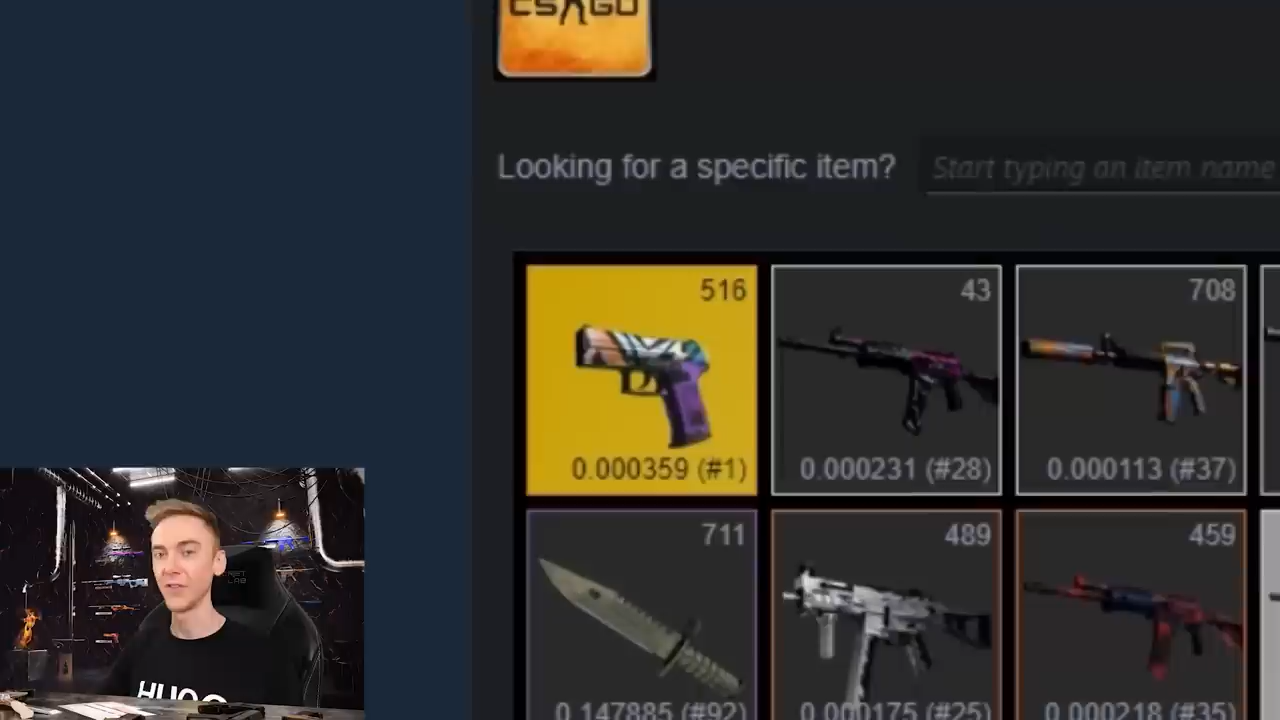 CS GO
Looking for a specific item? Start typing an item name
516 43 708
0.000359 (#1) 0.000231 (#28) 0.000113 (#37)
711 489 459
0.147885 (#92) 0.000175 (#25) 0.000218 (#35)
HUGO